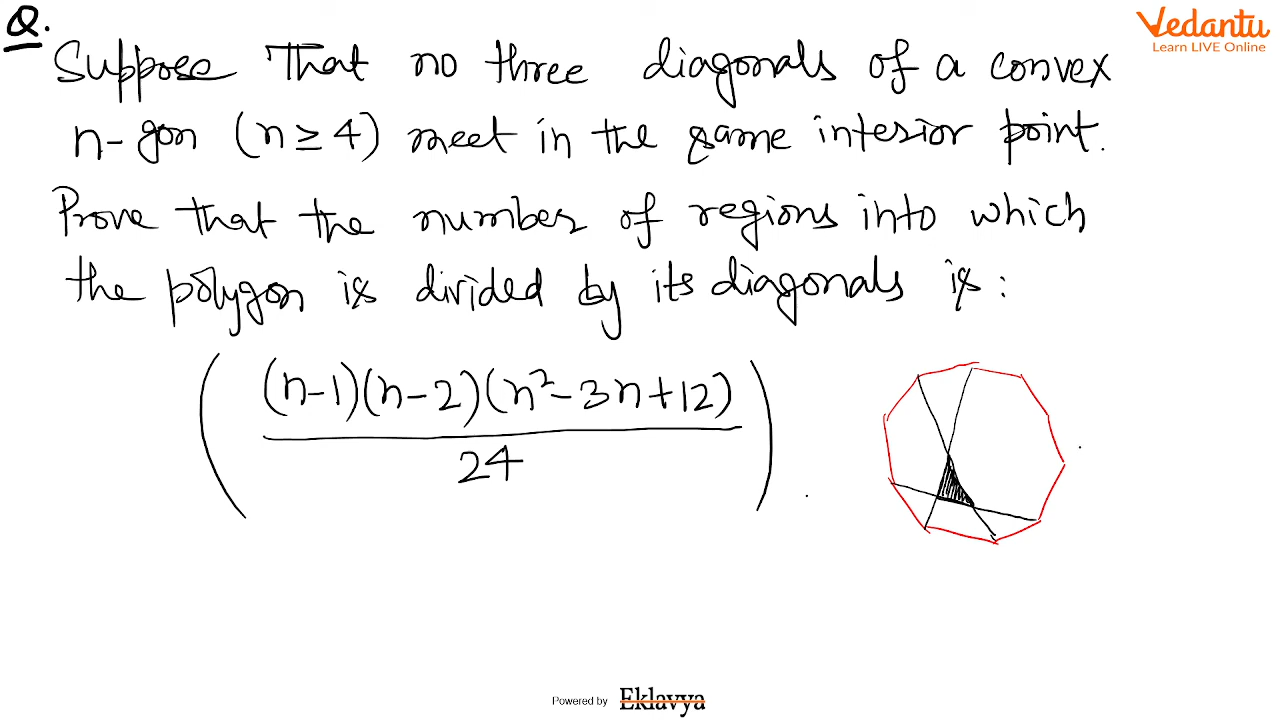 Q.
Vedantu
Learn LIVE Online
Suppose that no three diagonals of a convex
n-gon (n ≥ 4) meet in the same interior point.
Prove that the number of regions into which
the polygon is divided by its diagonals is:
( (n-1)(n-2)(n²-3n+12)
24 ) .
Powered by Eklavya